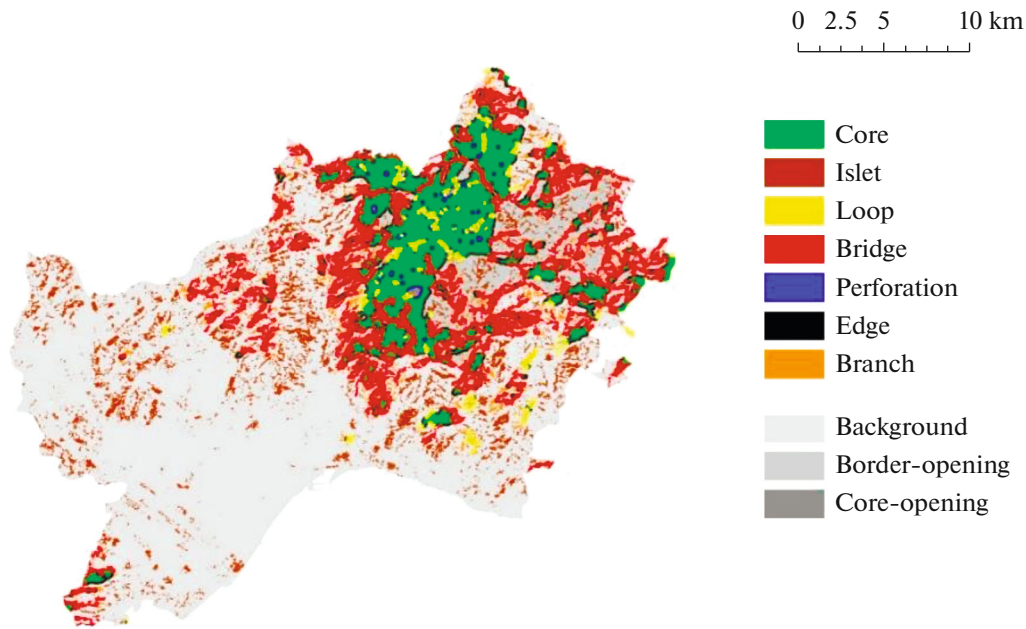 0 2.5 5 10 km
Core
Islet
Loop
Bridge
Perforation
Edge
Branch
Background
Border-opening
Core-opening